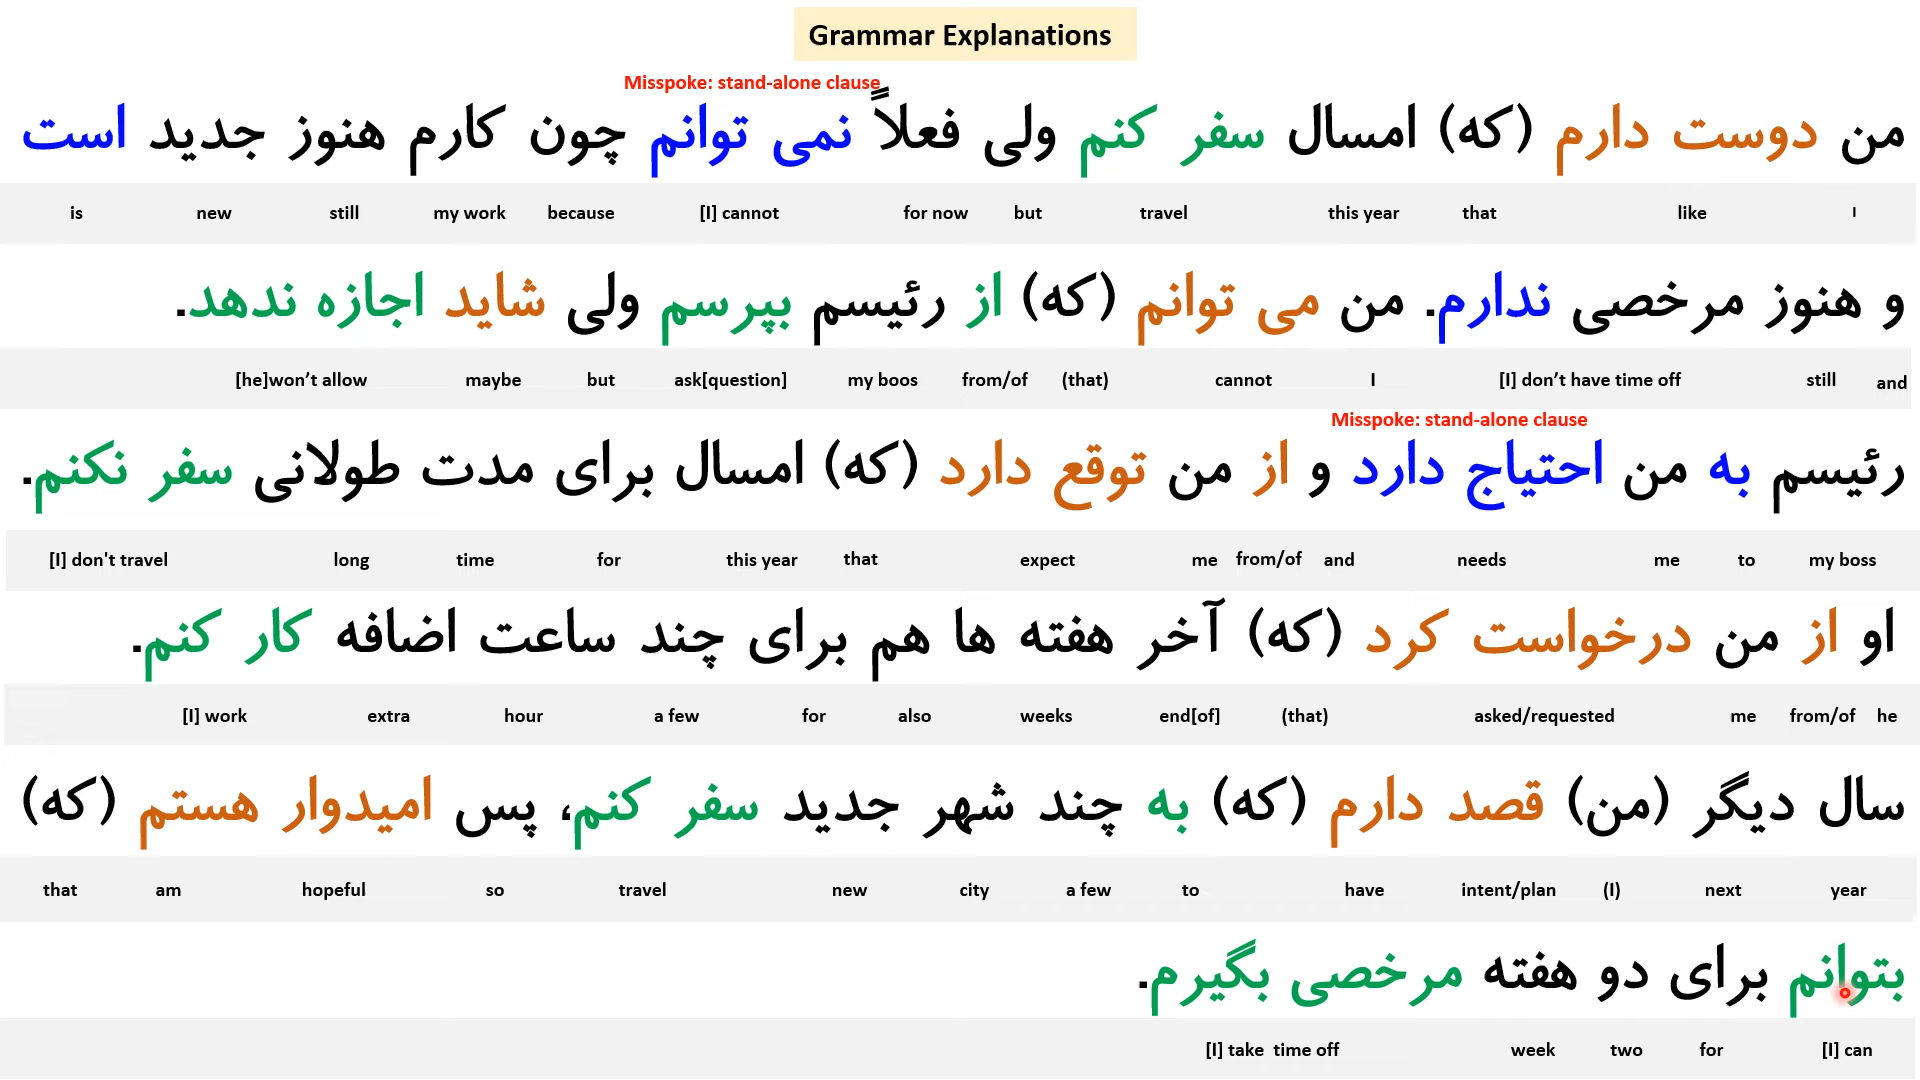 Grammar Explanations
Misspoke: stand-alone clause
من دوست دارم (که) امسال سفر کنم ولی فعلاً نمی توانم چون کارم هنوز جدید است
is new still my work because [I] cannot for now but travel this year that like I
و هنوز مرخصی ندارم. من می توانم (که) از رئیسم بپرسم ولی شاید اجازه ندهد.
[he]won’t allow maybe but ask[question] my boos from/of (that) cannot I [I] don’t have time off still and
Misspoke: stand-alone clause
رئیسم به من احتیاج دارد و از من توقع دارد (که) امسال برای مدت طولانی سفر نکنم.
[I] don't travel long time for this year that expect me from/of and needs me to my boss
او از من درخواست کرد (که) آخر هفته ها هم برای چند ساعت اضافه کار کنم.
[I] work extra hour a few for also weeks end[of] (that) asked/requested me from/of he
سال دیگر (من) قصد دارم (که) به چند شهر جدید سفر کنم، پس امیدوار هستم (که)
that am hopeful so travel new city a few to have intent/plan (I) next year
بتوانم برای دو هفته مرخصی بگیرم.
[I] take time off week two for [I] can